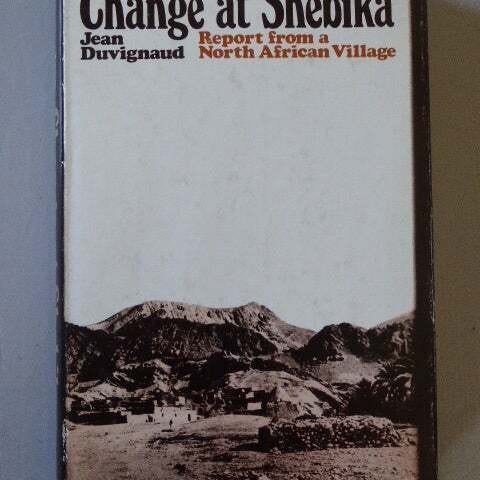 Change at Shebika
Jean Report from a
Duvignaud North African Village